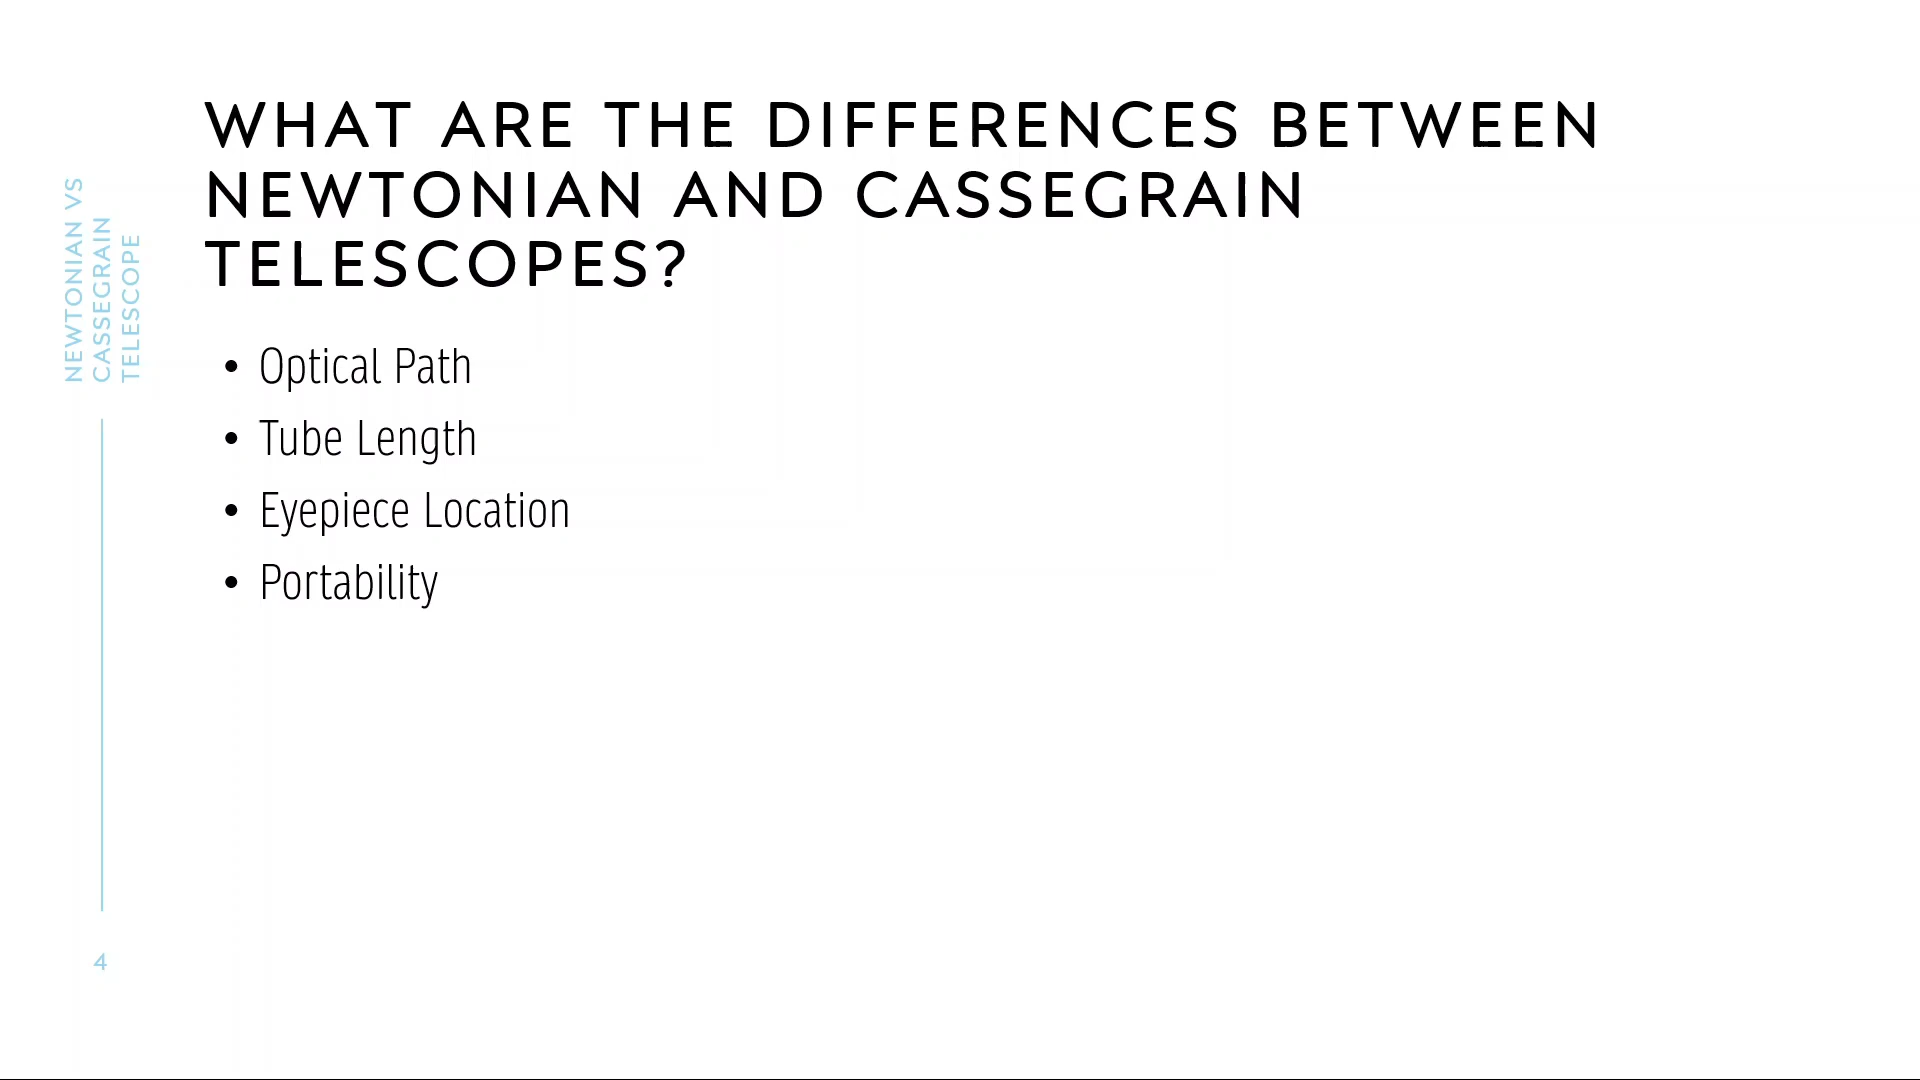 WHAT ARE THE DIFFERENCES BETWEEN
NEWTONIAN AND CASSEGRAIN
TELESCOPES?
NEWTONIAN VS
CASSEGRAIN
TELESCOPE
• Optical Path
• Tube Length
• Eyepiece Location
• Portability
4